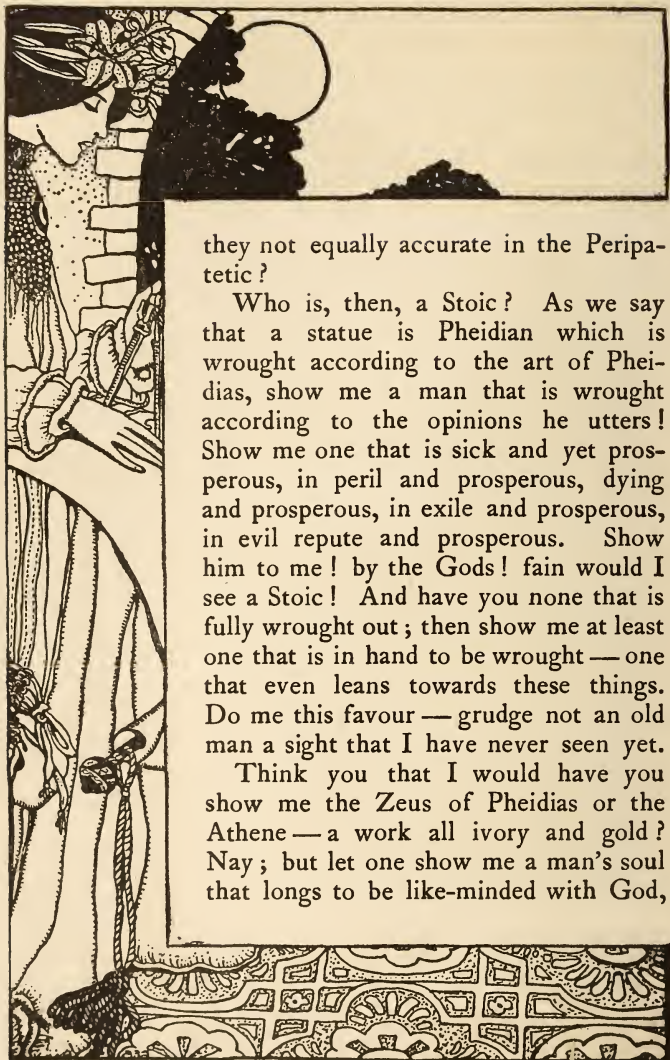 they not equally accurate in the Peripa-
tetic ?
Who is, then, a Stoic ? As we say
that a statue is Pheidian which is
wrought according to the art of Phei-
dias, show me a man that is wrought
according to the opinions he utters !
Show me one that is sick and yet pros-
perous, in peril and prosperous, dying
and prosperous, in exile and prosperous,
in evil repute and prosperous. Show
him to me ! by the Gods ! fain would I
see a Stoic ! And have you none that is
fully wrought out ; then show me at least
one that is in hand to be wrought — one
that even leans towards these things.
Do me this favour — grudge not an old
man a sight that I have never seen yet.
Think you that I would have you
show me the Zeus of Pheidias or the
Athene — a work all ivory and gold ?
Nay ; but let one show me a man's soul
that longs to be like-minded with God,